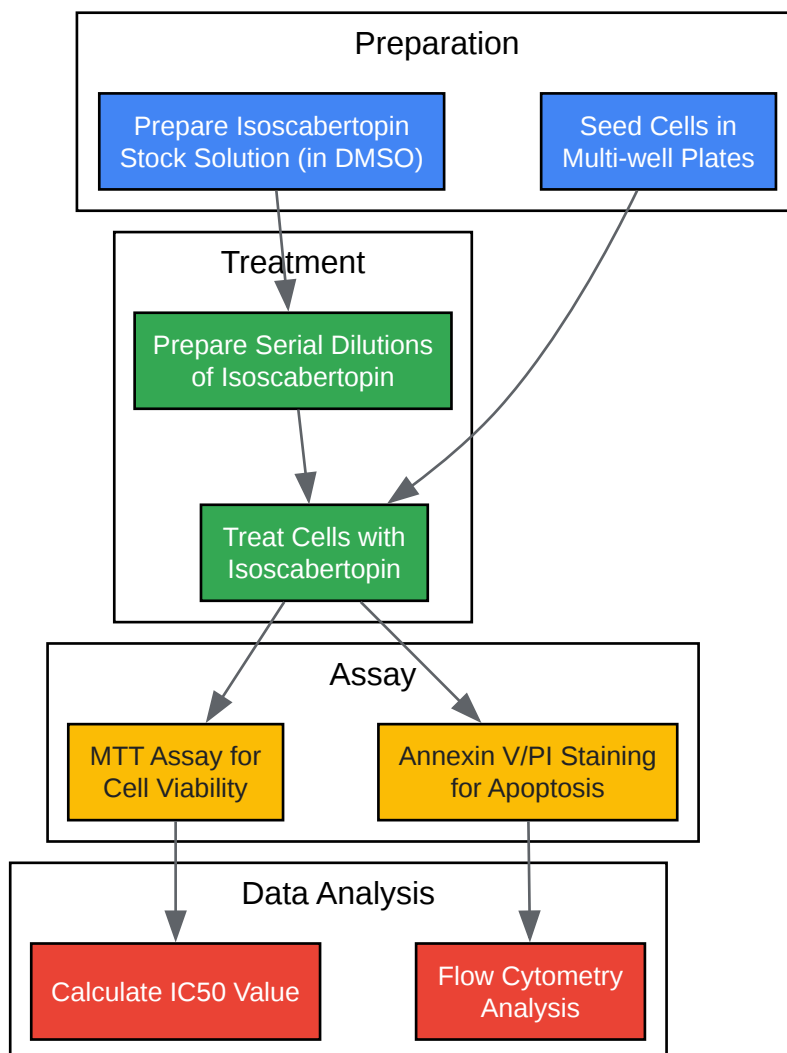 Preparation
Prepare Isoscabertopin
Stock Solution (in DMSO)
Seed Cells in
Multi-well Plates
Treatment
Prepare Serial Dilutions
of Isoscabertopin
Treat Cells with
Isoscabertopin
Assay
MTT Assay for
Cell Viability
Annexin V/PI Staining
for Apoptosis
Data Analysis
Calculate IC50 Value
Flow Cytometry
Analysis